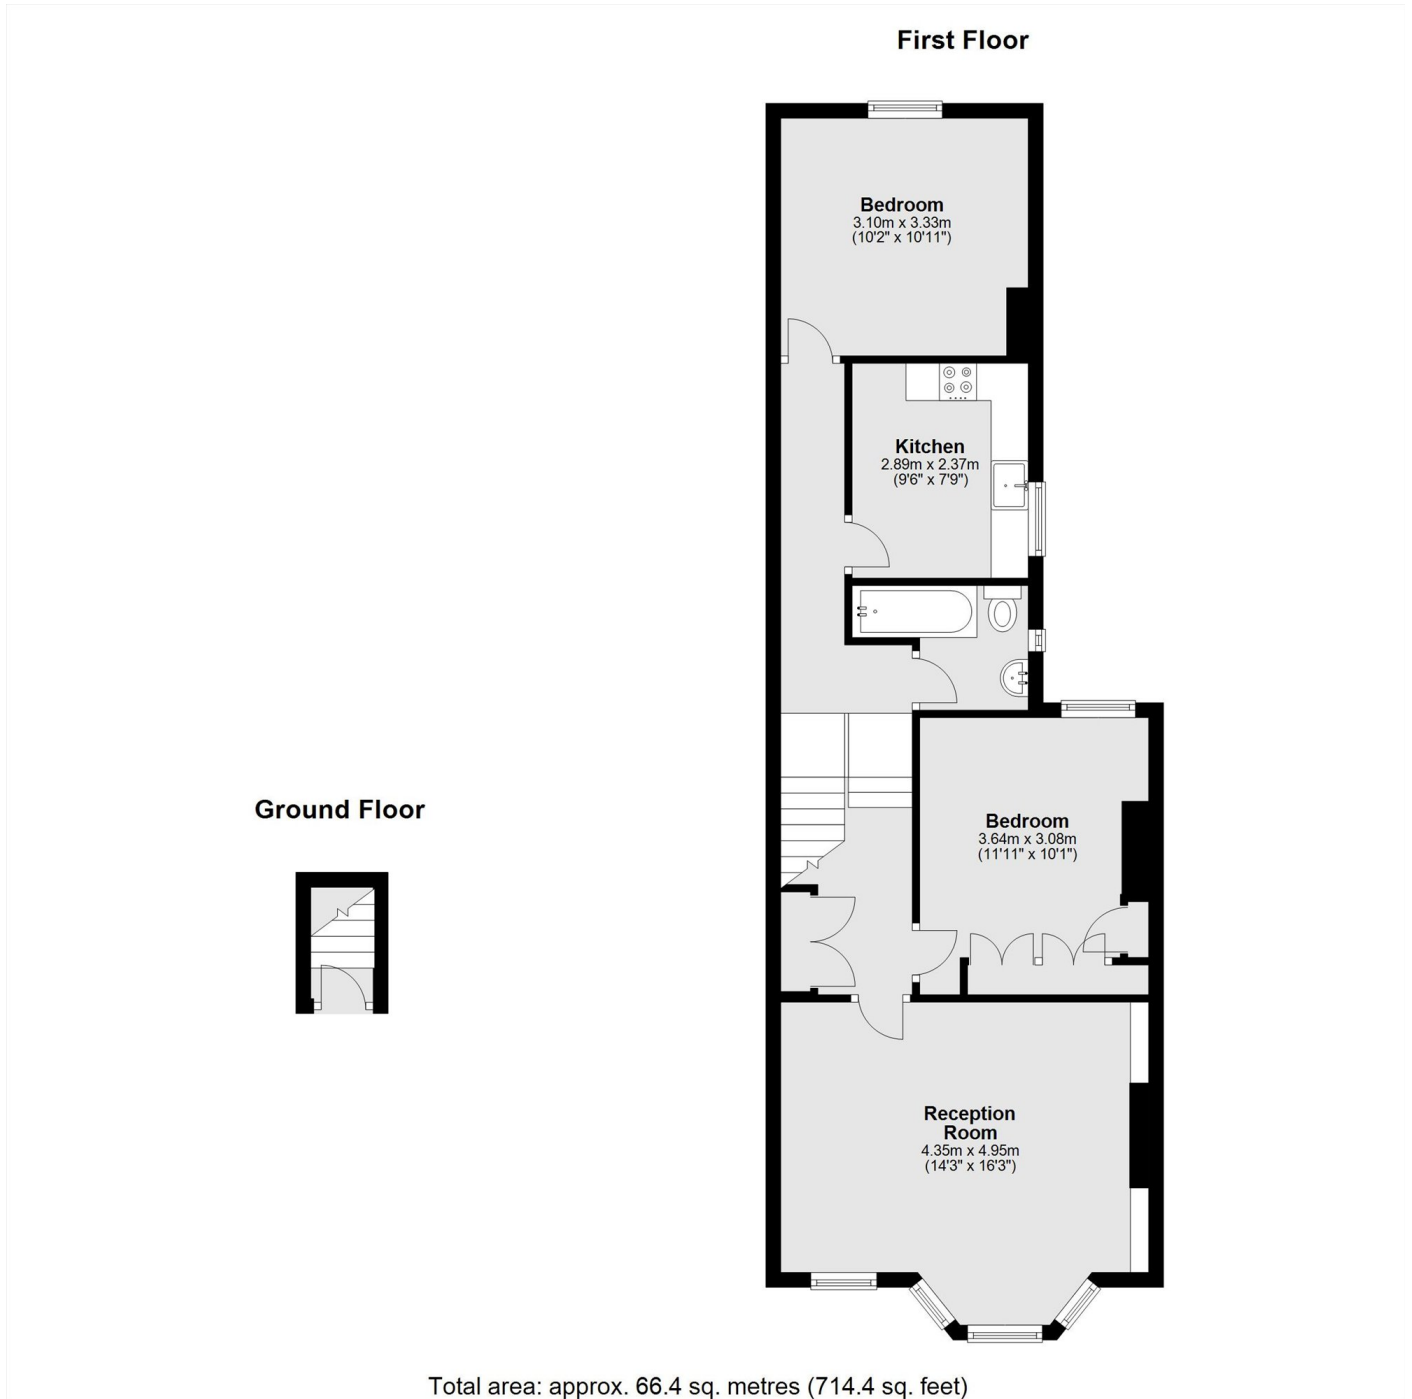 First Floor
Bedroom
3.10m x 3.33m
(10'2" x 10'11")
Kitchen
2.89m x 2.37m
(9'6" x 7'9")
Ground Floor
Bedroom
3.64m x 3.08m
(11'11" x 10'1")
Reception
Room
4.35m x 4.95m
(14'3" x 16'3")
Total area: approx. 66.4 sq. metres (714.4 sq. feet)